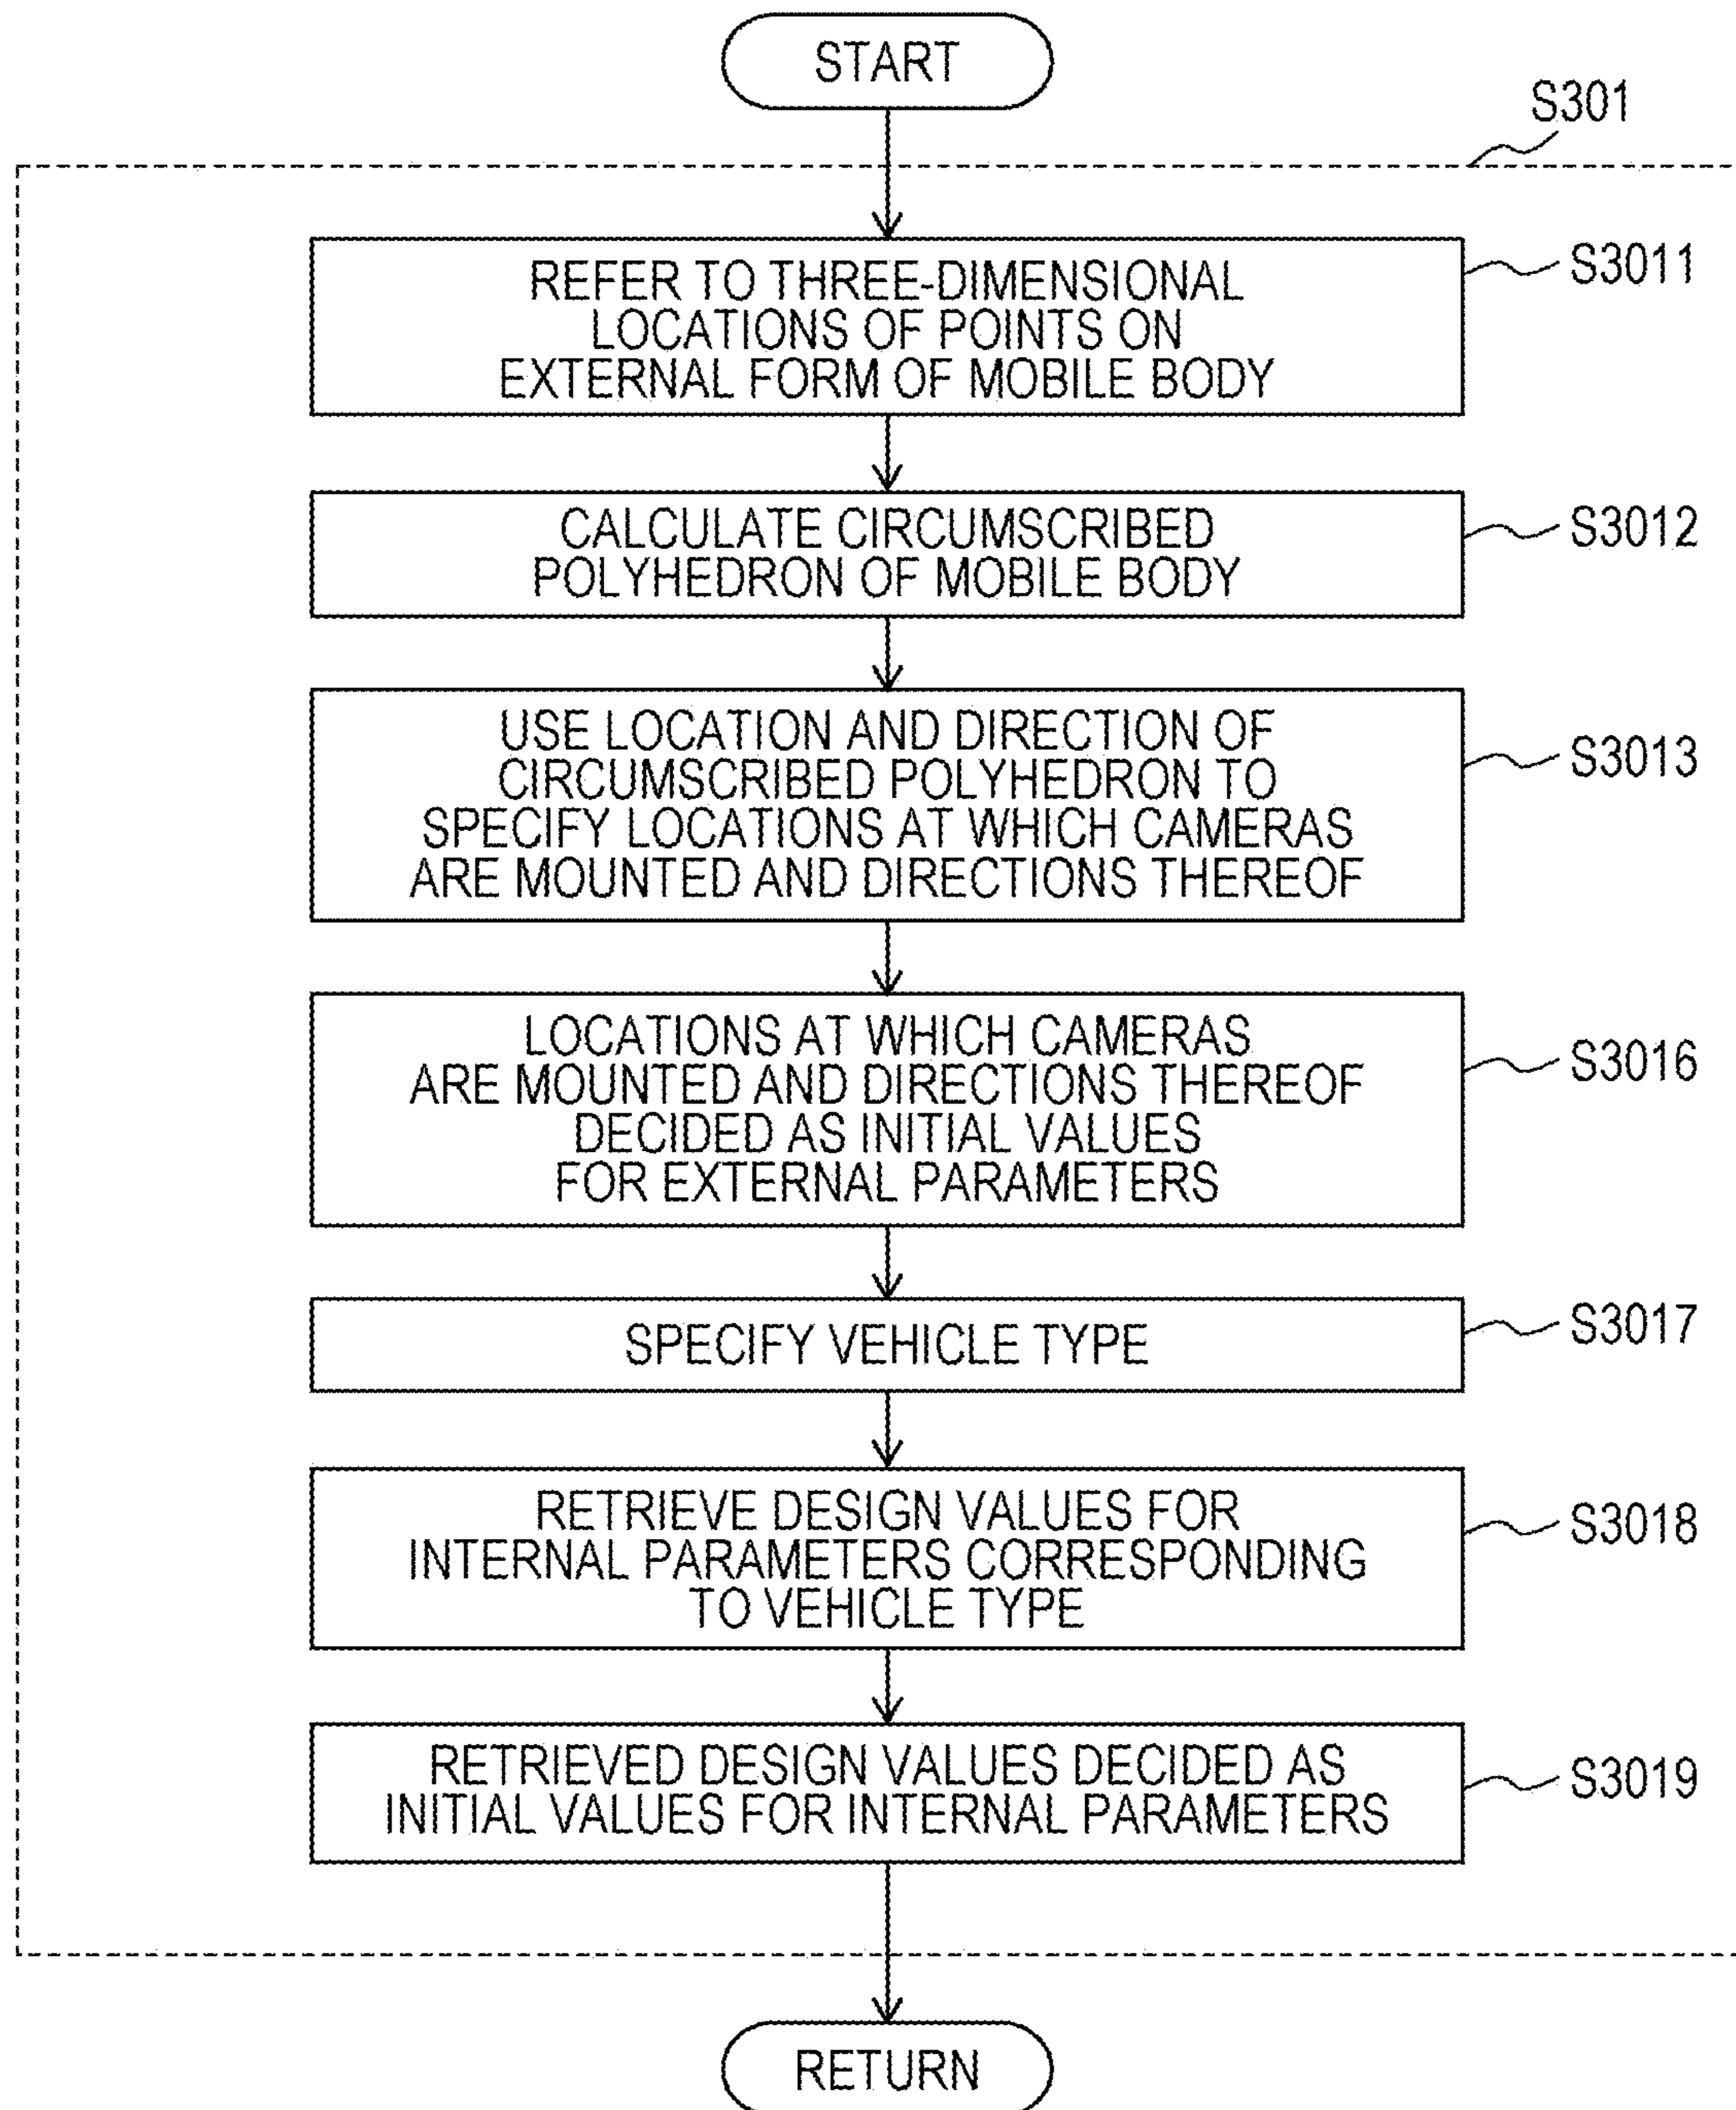 START
S301
REFER TO THREE-DIMENSIONAL
LOCATIONS OF POINTS ON
EXTERNAL FORM OF MOBILE BODY
S3011
CALCULATE CIRCUMSCRIBED
POLYHEDRON OF MOBILE BODY
S3012
USE LOCATION AND DIRECTION OF
CIRCUMSCRIBED POLYHEDRON TO
SPECIFY LOCATIONS AT WHICH CAMERAS
ARE MOUNTED AND DIRECTIONS THEREOF
S3013
LOCATIONS AT WHICH CAMERAS
ARE MOUNTED AND DIRECTIONS THEREOF
DECIDED AS INITIAL VALUES
FOR EXTERNAL PARAMETERS
S3016
SPECIFY VEHICLE TYPE
S3017
RETRIEVE DESIGN VALUES FOR
INTERNAL PARAMETERS CORRESPONDING
TO VEHICLE TYPE
S3018
RETRIEVED DESIGN VALUES DECIDED AS
INITIAL VALUES FOR INTERNAL PARAMETERS
S3019
RETURN